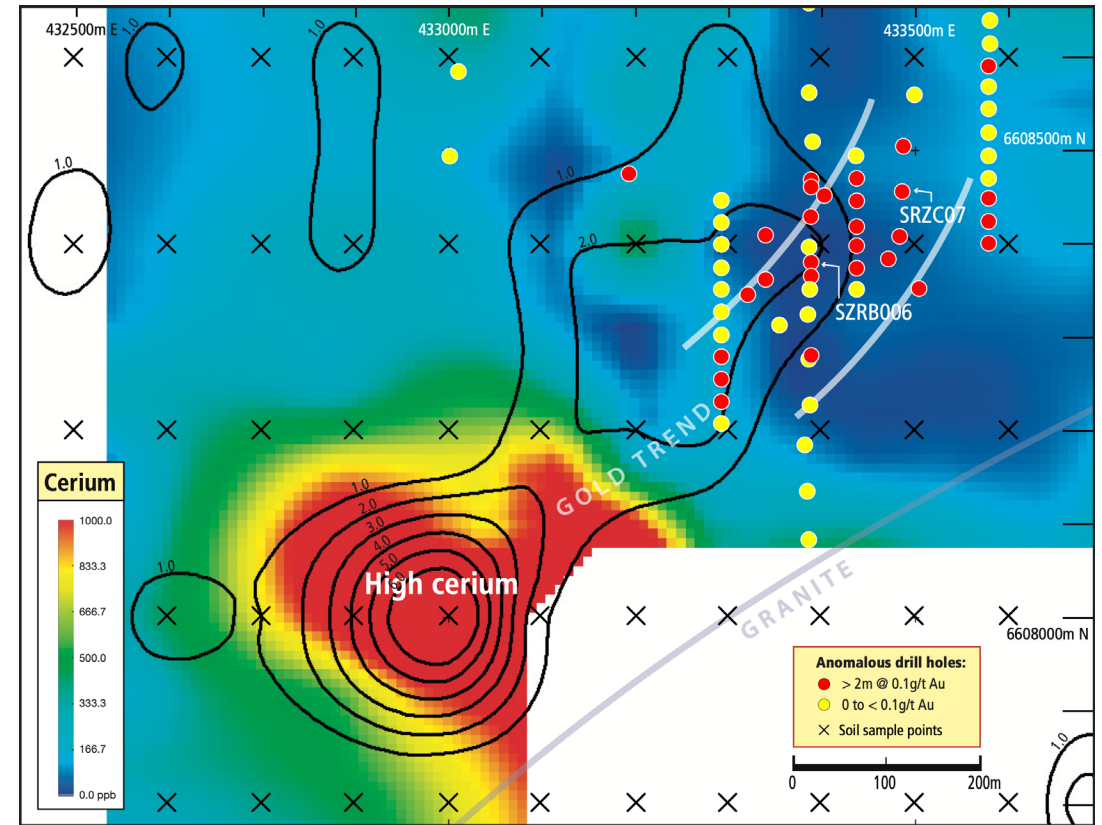 432500m E
433000m E
433500m E
1.0
1.0
6608500m N
1.0
1.0
SRZC07
2.0
SZRB006
GOLD TREND
Cerium
1000.0
833.3
666.7
500.0
333.3
166.7
0.0 ppb
1.0
2.0
3.0
4.0
5.0
High cerium
1.0
GRANITE
6608000m N
Anomalous drill holes:
> 2m @ 0.1g/t Au
0 to < 0.1g/t Au
Soil sample points
1.0
0 100 200m